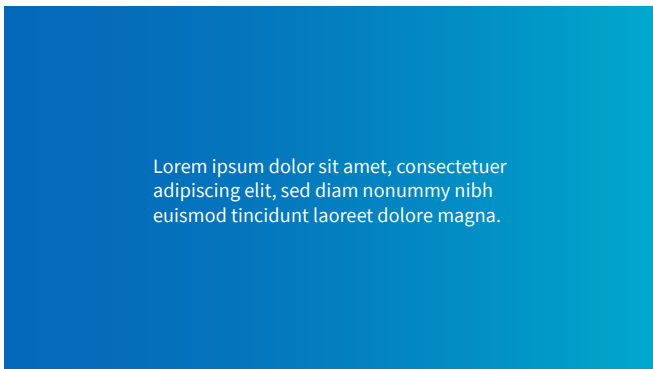 Lorem ipsum dolor sit amet, consectetuer
adipiscing elit, sed diam nonummy nibh
euismod tincidunt laoreet dolore magna.